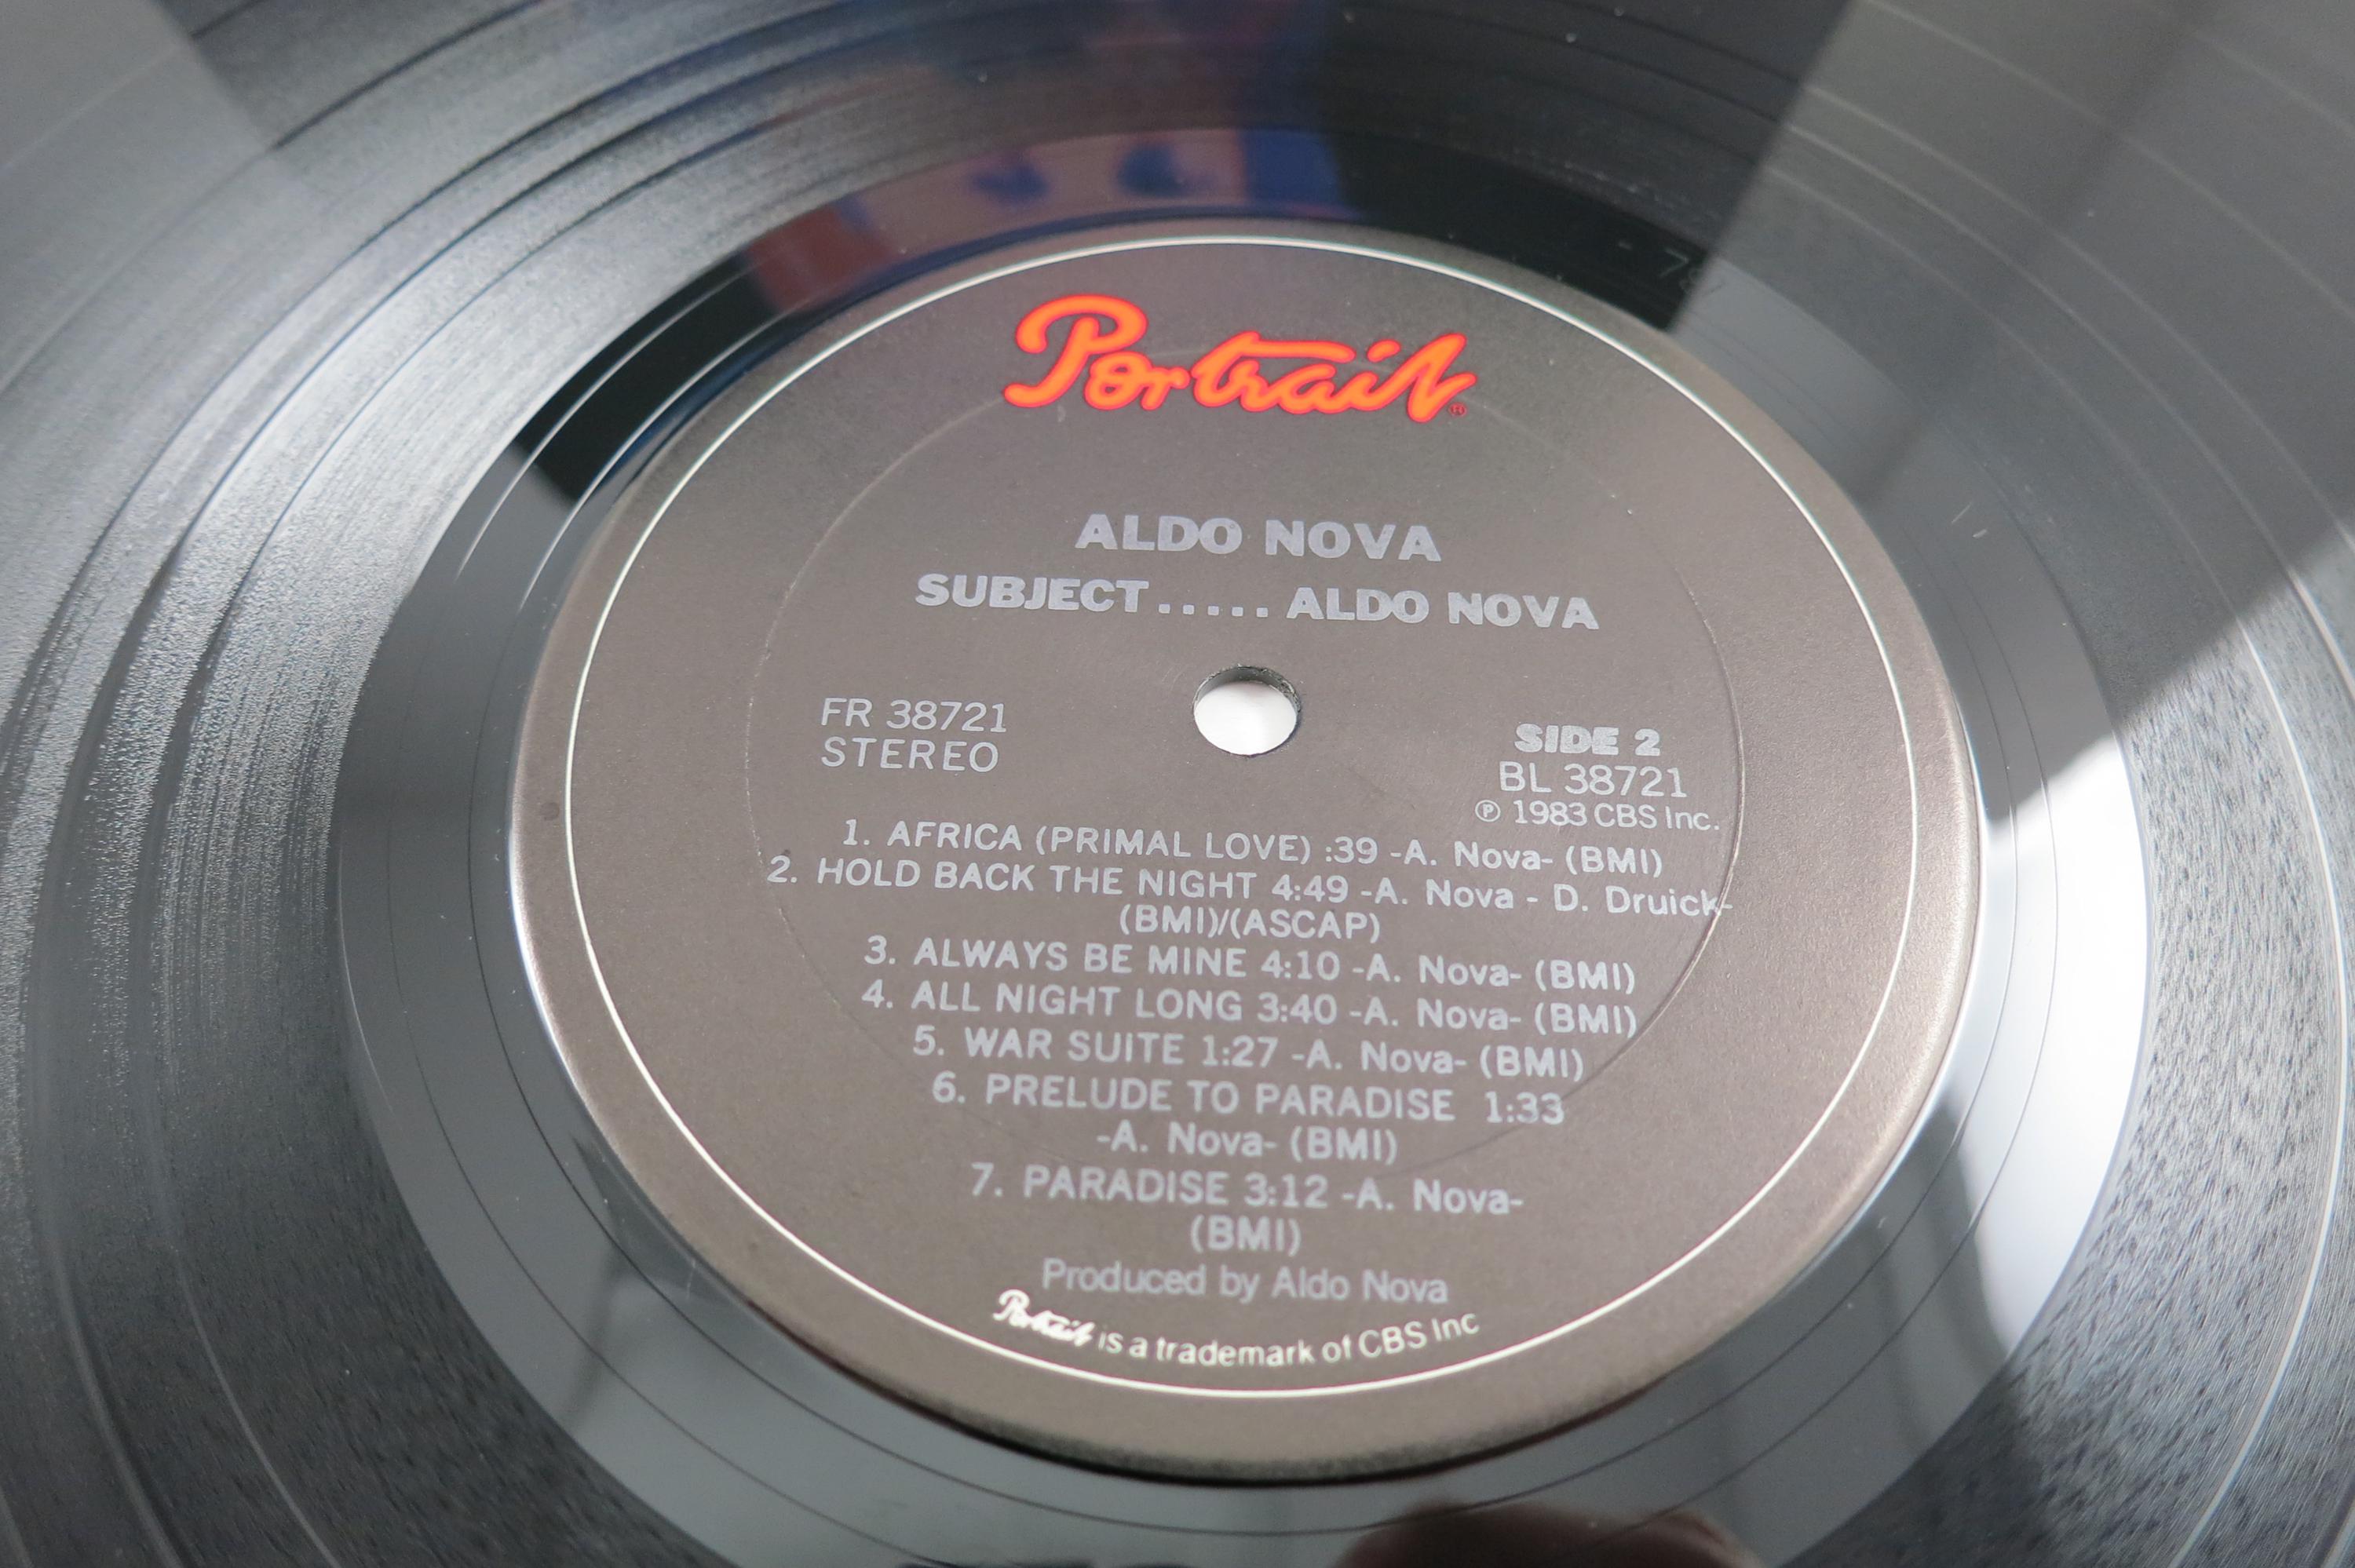 Portrait®
ALDO NOVA
SUBJECT..... ALDO NOVA
FR 38721
STEREO
SIDE 2
BL 38721
℗ 1983 CBS Inc.
1. AFRICA (PRIMAL LOVE) :39 -A. Nova- (BMI)
2. HOLD BACK THE NIGHT 4:49 -A. Nova - D. Druick-
(BMI)/(ASCAP)
3. ALWAYS BE MINE 4:10 -A. Nova- (BMI)
4. ALL NIGHT LONG 3:40 -A. Nova- (BMI)
5. WAR SUITE 1:27 -A. Nova- (BMI)
6. PRELUDE TO PARADISE 1:33
-A. Nova- (BMI)
7. PARADISE 3:12 -A. Nova-
(BMI)
Produced by Aldo Nova
Portrait is a trademark of CBS Inc